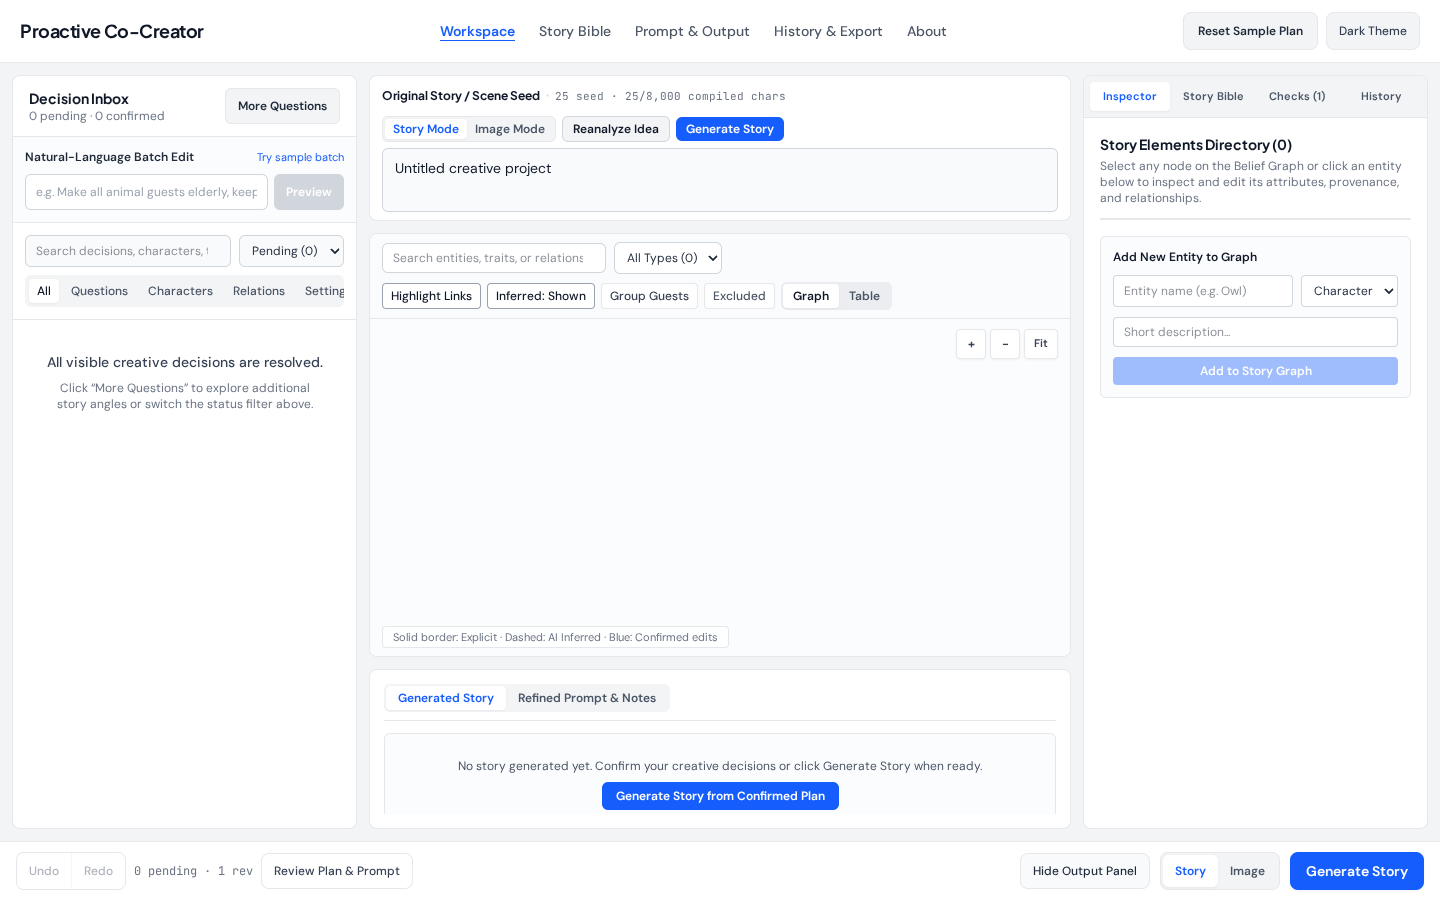 Proactive Co-Creator
Workspace
Story Bible
Prompt & Output
History & Export
About
Reset Sample Plan
Dark Theme
Decision Inbox
0 pending · 0 confirmed
More Questions
Natural-Language Batch Edit
Try sample batch
e.g. Make all animal guests elderly, keep
Preview
Search decisions, characters, t
Pending (0)
All
Questions
Characters
Relations
Setting
All visible creative decisions are resolved.
Click “More Questions” to explore additional
story angles or switch the status filter above.
Original Story / Scene Seed · 25 seed · 25/8,000 compiled chars
Story Mode
Image Mode
Reanalyze Idea
Generate Story
Untitled creative project
Search entities, traits, or relations
All Types (0)
Highlight Links
Inferred: Shown
Group Guests
Excluded
Graph
Table
+
−
Fit
Solid border: Explicit · Dashed: AI Inferred · Blue: Confirmed edits
Generated Story
Refined Prompt & Notes
No story generated yet. Confirm your creative decisions or click Generate Story when ready.
Generate Story from Confirmed Plan
Inspector
Story Bible
Checks (1)
History
Story Elements Directory (0)
Select any node on the Belief Graph or click an entity
below to inspect and edit its attributes, provenance,
and relationships.
Add New Entity to Graph
Entity name (e.g. Owl)
Character
Short description...
Add to Story Graph
Undo
Redo
0 pending · 1 rev
Review Plan & Prompt
Hide Output Panel
Story
Image
Generate Story